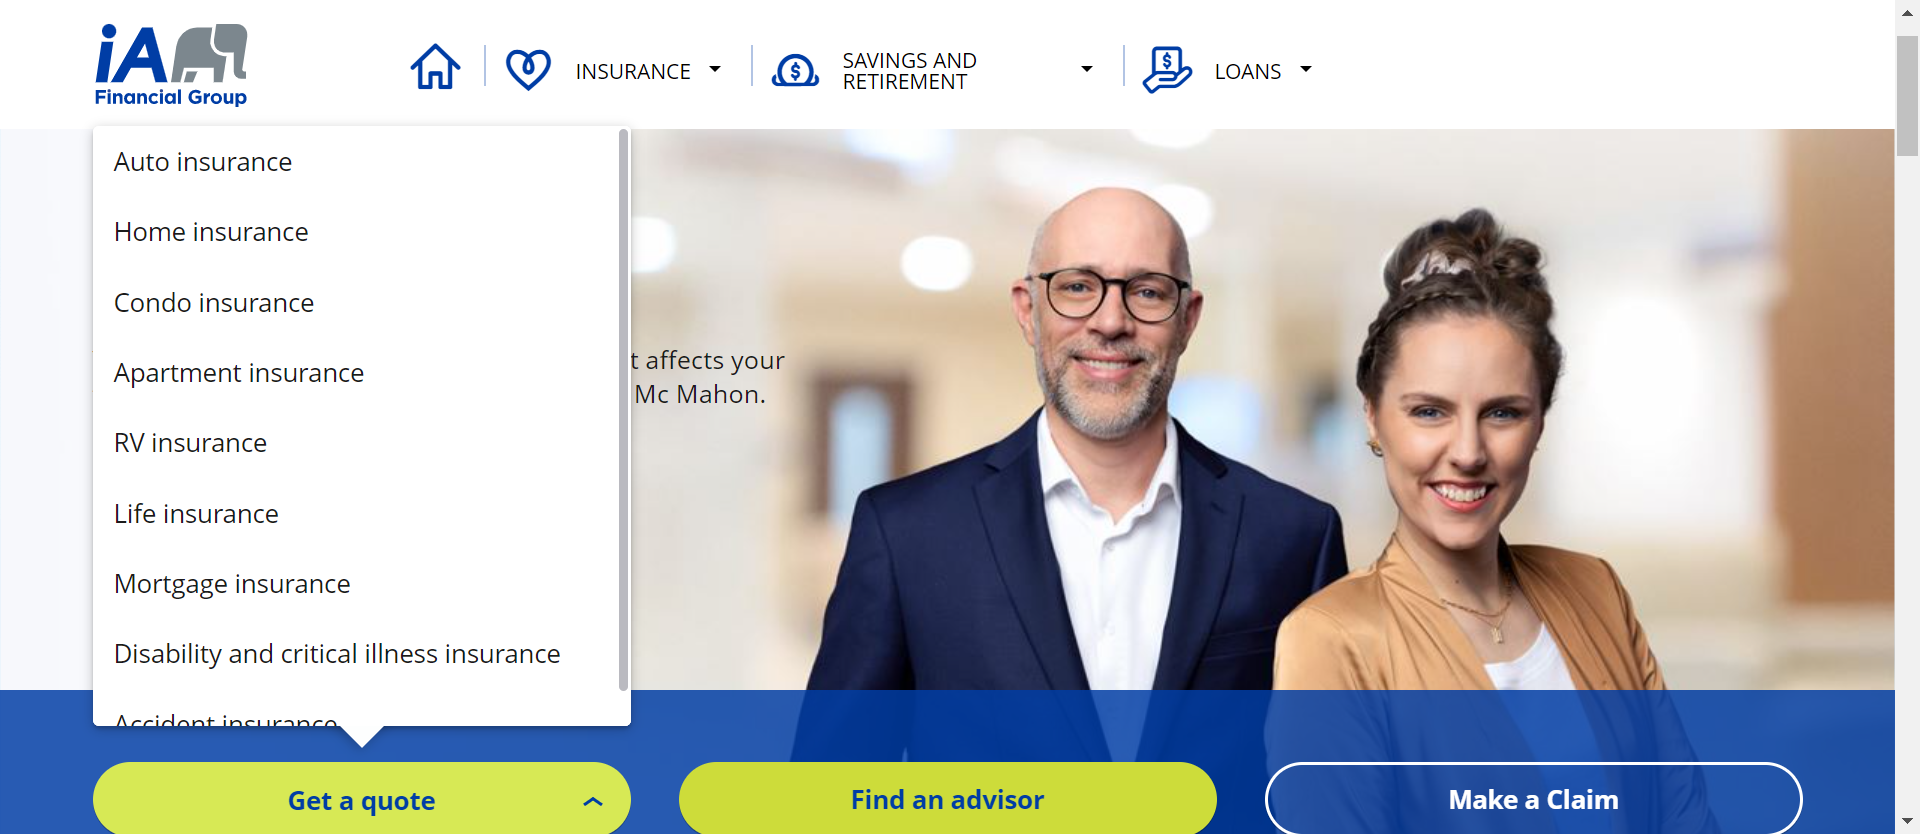 iA
Financial Group
INSURANCE
SAVINGS AND
RETIREMENT
LOANS
Auto insurance
Home insurance
Condo insurance
Apartment insurance
RV insurance
Life insurance
Mortgage insurance
Disability and critical illness insurance
Accident insurance
t affects your
Mc Mahon.
Get a quote
Find an advisor
Make a Claim